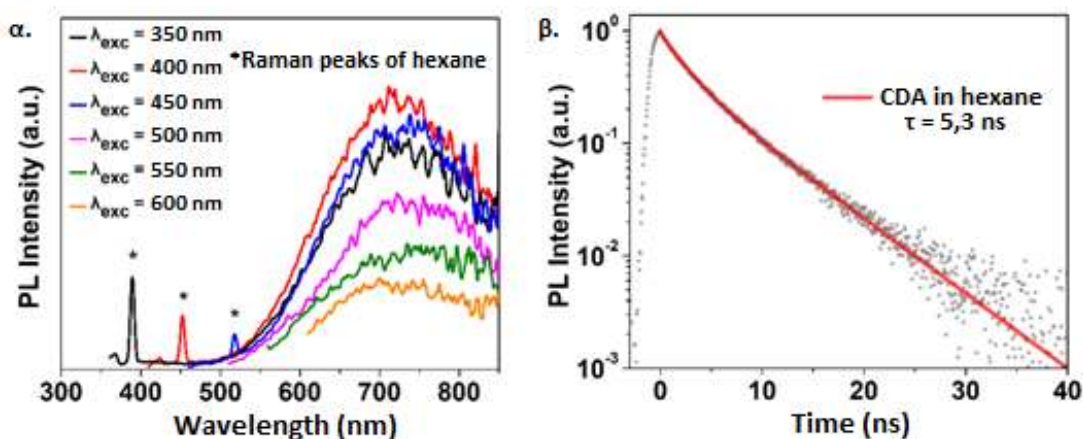 α.
λexc = 350 nm
λexc = 400 nm
λexc = 450 nm
λexc = 500 nm
λexc = 550 nm
λexc = 600 nm
*Raman peaks of hexane
*
*
*
PL Intensity (a.u.)
300 400 500 600 700 800
Wavelength (nm)
β.
CDA in hexane
τ = 5,3 ns
PL Intensity (a.u.)
10⁰
10⁻¹
10⁻²
10⁻³
0 10 20 30 40
Time (ns)